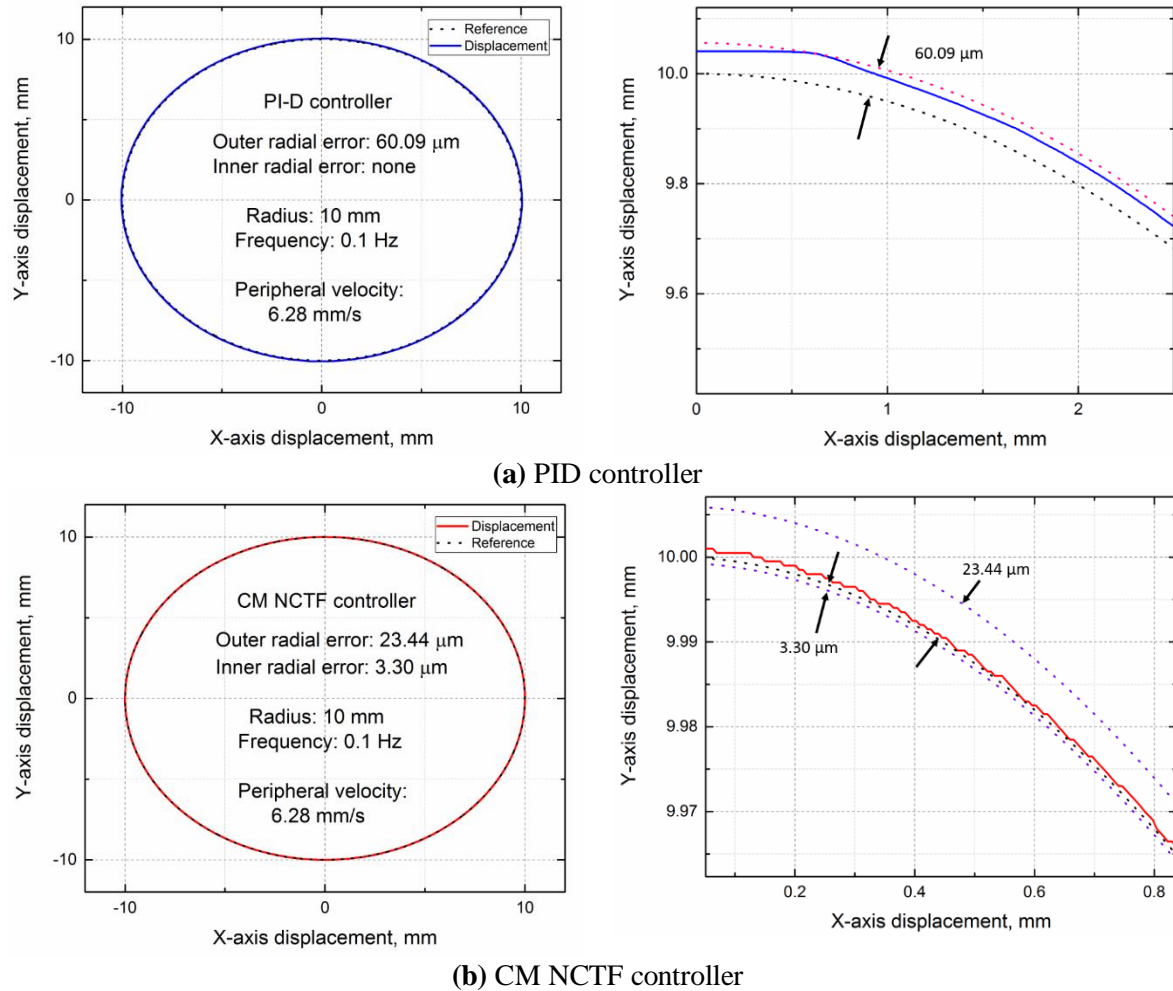 Reference
Displacement
PI-D controller
Outer radial error: 60.09 μm
Inner radial error: none
Radius: 10 mm
Frequency: 0.1 Hz
Peripheral velocity:
6.28 mm/s
10
0
-10
-10
0
10
Y-axis displacement, mm
X-axis displacement, mm
60.09 μm
10.0
9.8
9.6
0
1
2
Y-axis displacement, mm
X-axis displacement, mm
(a) PID controller
Displacement
Reference
CM NCTF controller
Outer radial error: 23.44 μm
Inner radial error: 3.30 μm
Radius: 10 mm
Frequency: 0.1 Hz
Peripheral velocity:
6.28 mm/s
10
0
-10
-10
0
10
Y-axis displacement, mm
X-axis displacement, mm
23.44 μm
3.30 μm
10.00
9.99
9.98
9.97
0.2
0.4
0.6
0.8
Y-axis displacement, mm
X-axis displacement, mm
(b) CM NCTF controller